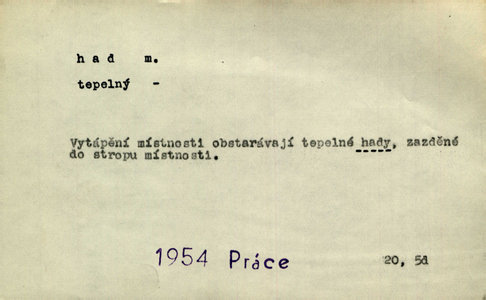 had m.
tepelný -
Vytápění místnosti obstarávají tepelné hady, zazděné
do stropu místnosti.
1954 Práce 20, 5d